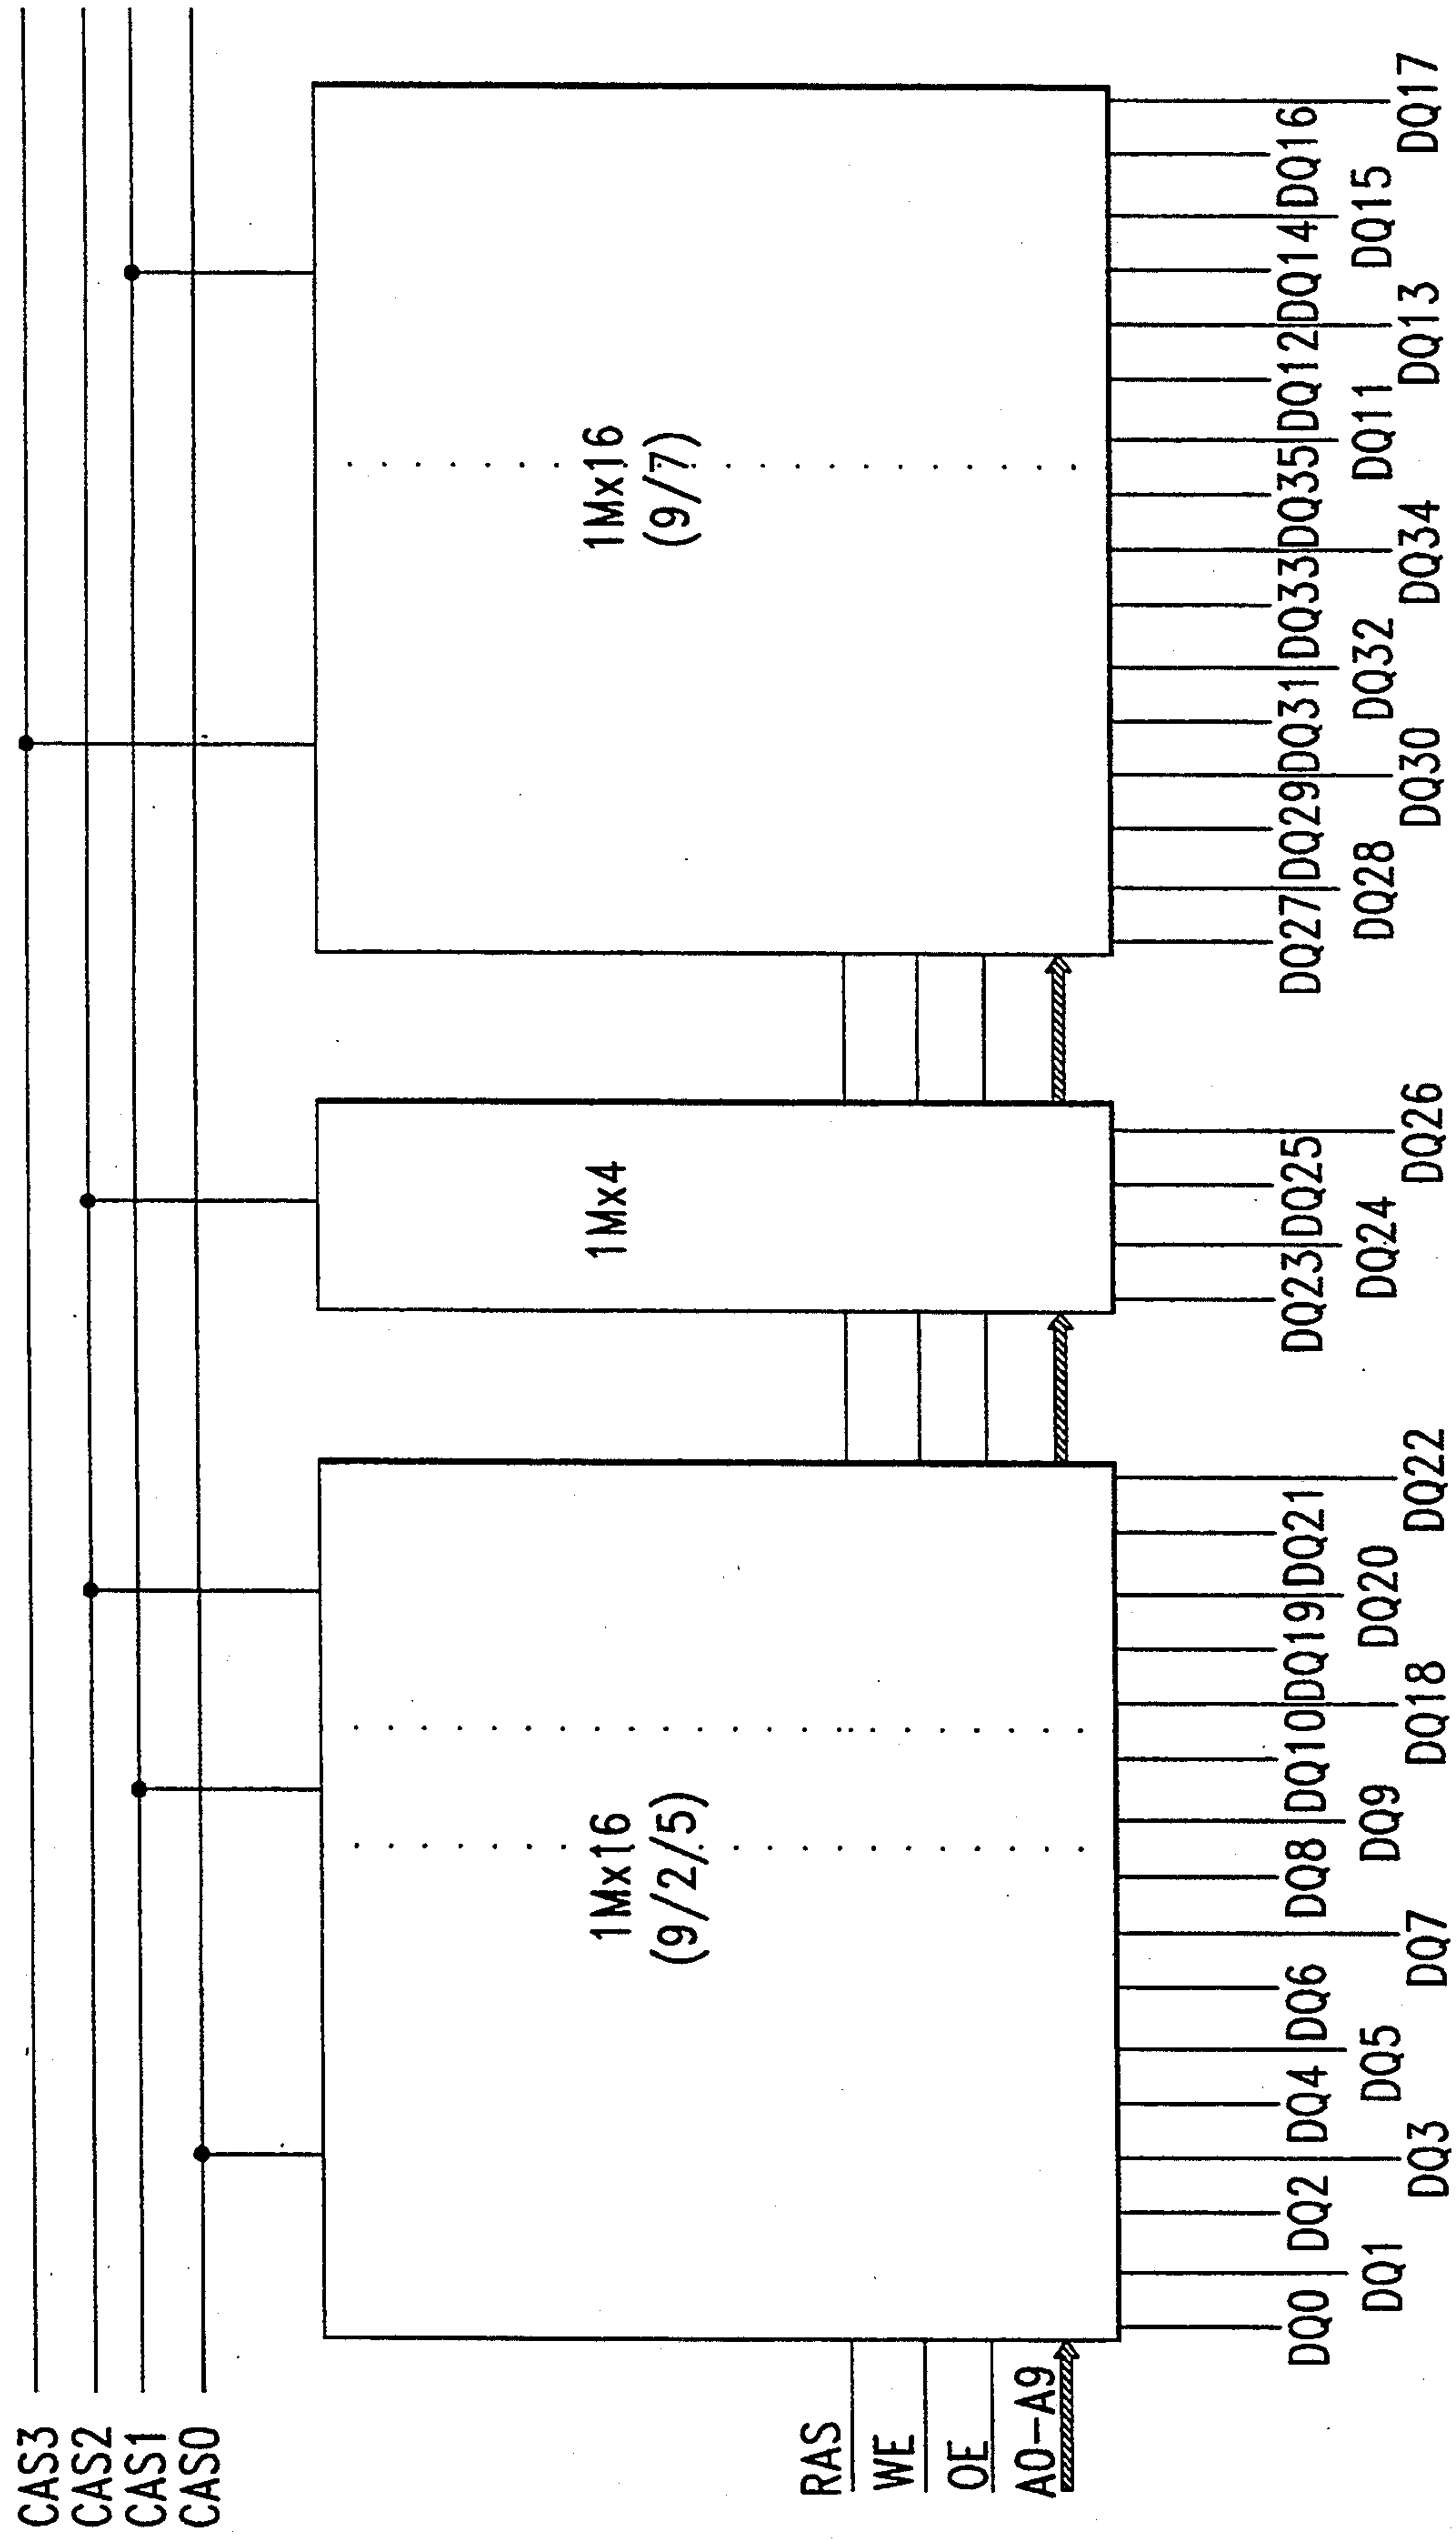 CAS3
CAS2
CAS1
CAS0
1Mx16
(9/2/5)
1Mx4
1Mx16
(9/7)
RAS
WE
OE
A0-A9
DQ0
DQ1
DQ2
DQ3
DQ4
DQ5
DQ6
DQ7
DQ8
DQ9
DQ10
DQ18
DQ19
DQ20
DQ21
DQ22
DQ23
DQ24
DQ25
DQ26
DQ27
DQ28
DQ29
DQ30
DQ31
DQ32
DQ33
DQ34
DQ35
DQ11
DQ12
DQ13
DQ14
DQ15
DQ16
DQ17